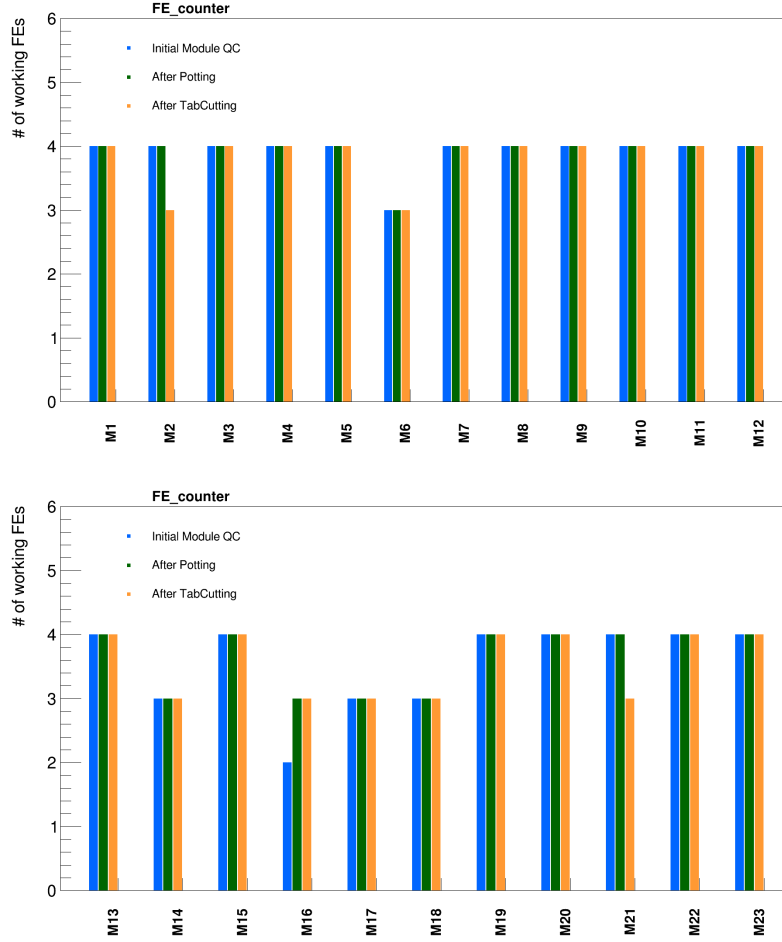 FE_counter
# of working FEs
6
Initial Module QC
5
After Potting
After TabCutting
4
3
2
1
0
M1 M2 M3 M4 M5 M6 M7 M8 M9 M10 M11 M12
FE_counter
# of working FEs
6
Initial Module QC
5
After Potting
After TabCutting
4
3
2
1
0
M13 M14 M15 M16 M17 M18 M19 M20 M21 M22 M23